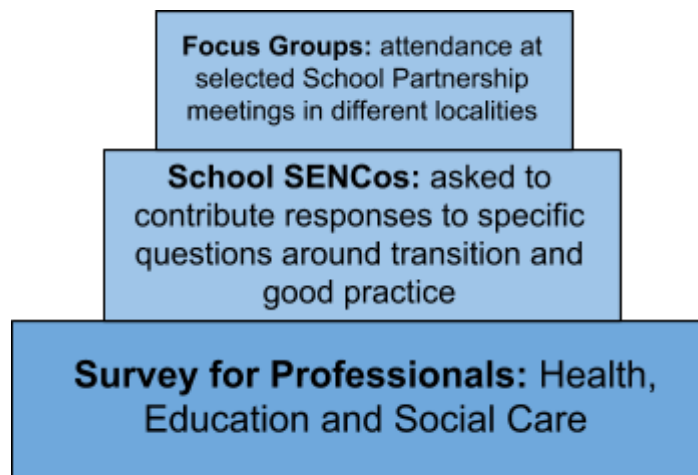 Focus Groups: attendance at
selected School Partnership
meetings in different localities
School SENCos: asked to
contribute responses to specific
questions around transition and
good practice
Survey for Professionals: Health,
Education and Social Care